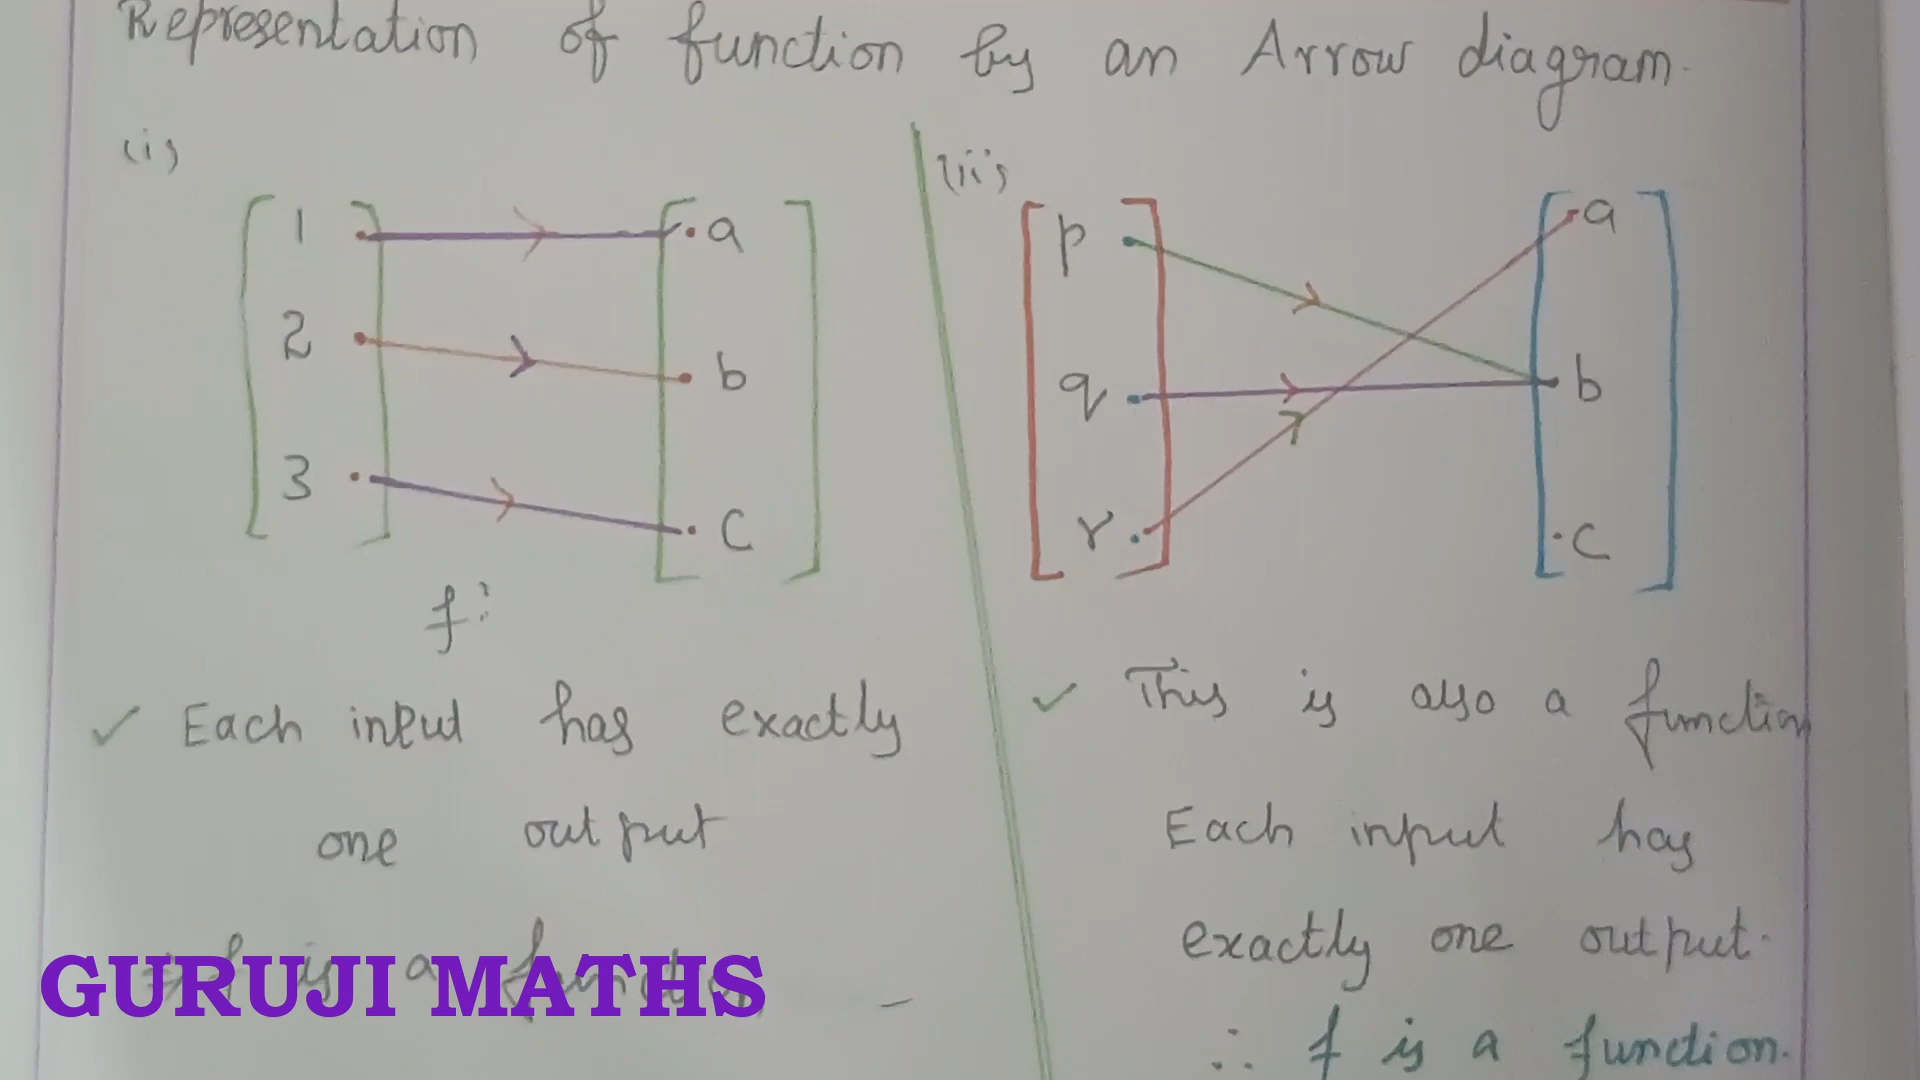 Representation of function by an Arrow diagram.
(i)
1
2
3
a
b
c
f:
✓ Each input has exactly
one output
f is a
(ii)
p
q
r
a
b
c
✓ This is also a function
Each input has
exactly one output.
∴ f is a function.
GURUJI MATHS